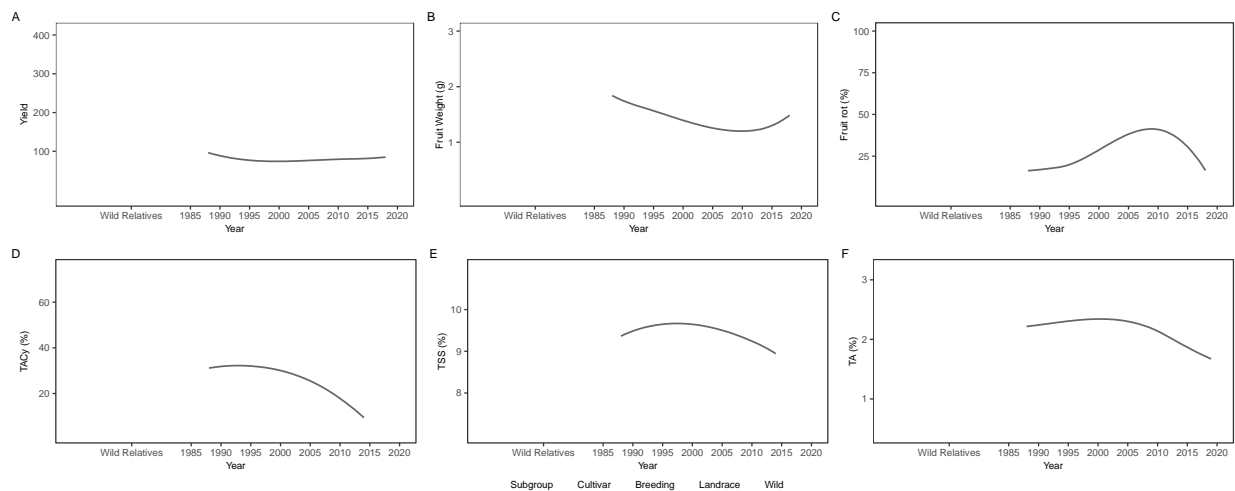 A
Yield
400
300
200
100
Wild Relatives 1985 1990 1995 2000 2005 2010 2015 2020
Year
B
Fruit Weight (g)
3
2
1
Wild Relatives 1985 1990 1995 2000 2005 2010 2015 2020
Year
C
Fruit rot (%)
100
75
50
25
Wild Relatives 1985 1990 1995 2000 2005 2010 2015 2020
Year
D
TACy (%)
60
40
20
Wild Relatives 1985 1990 1995 2000 2005 2010 2015 2020
Year
E
TSS (%)
10
9
8
Wild Relatives 1985 1990 1995 2000 2005 2010 2015 2020
Year
F
TA (%)
3
2
1
Wild Relatives 1985 1990 1995 2000 2005 2010 2015 2020
Year
Subgroup Cultivar Breeding Landrace Wild